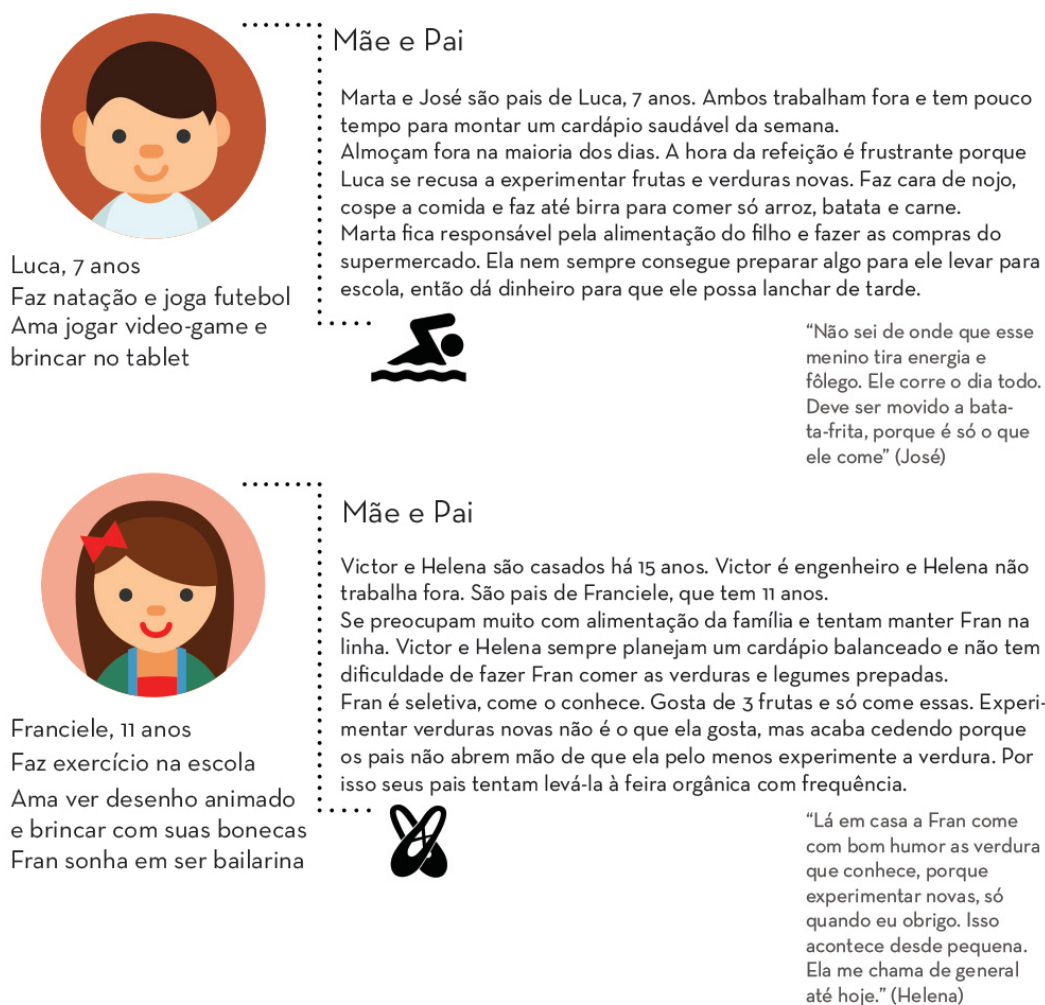 Mãe e Pai
Marta e José são pais de Luca, 7 anos. Ambos trabalham fora e tem pouco
tempo para montar um cardápio saudável da semana.
Almoçam fora na maioria dos dias. A hora da refeição é frustrante porque
Luca se recusa a experimentar frutas e verduras novas. Faz cara de nojo,
cospe a comida e faz até birra para comer só arroz, batata e carne.
Marta fica responsável pela alimentação do filho e fazer as compras do
supermercado. Ela nem sempre consegue preparar algo para ele levar para
escola, então dá dinheiro para que ele possa lanchar de tarde.
Luca, 7 anos
Faz natação e joga futebol
Ama jogar video-game e
brincar no tablet
“Não sei de onde que esse
menino tira energia e
fôlego. Ele corre o dia todo.
Deve ser movido a bata-
ta-frita, porque é só o que
ele come” (José)
Mãe e Pai
Victor e Helena são casados há 15 anos. Victor é engenheiro e Helena não
trabalha fora. São pais de Franciele, que tem 11 anos.
Se preocupam muito com alimentação da família e tentam manter Fran na
linha. Victor e Helena sempre planejam um cardápio balanceado e não tem
dificuldade de fazer Fran comer as verduras e legumes prepadas.
Fran é seletiva, come o conhece. Gosta de 3 frutas e só come essas. Experi-
mentar verduras novas não é o que ela gosta, mas acaba cedendo porque
os pais não abrem mão de que ela pelo menos experimente a verdura. Por
isso seus pais tentam levá-la à feira orgânica com frequência.
Franciele, 11 anos
Faz exercício na escola
Ama ver desenho animado
e brincar com suas bonecas
Fran sonha em ser bailarina
“Lá em casa a Fran come
com bom humor as verdura
que conhece, porque
experimentar novas, só
quando eu obrigo. Isso
acontece desde pequena.
Ela me chama de general
até hoje.” (Helena)